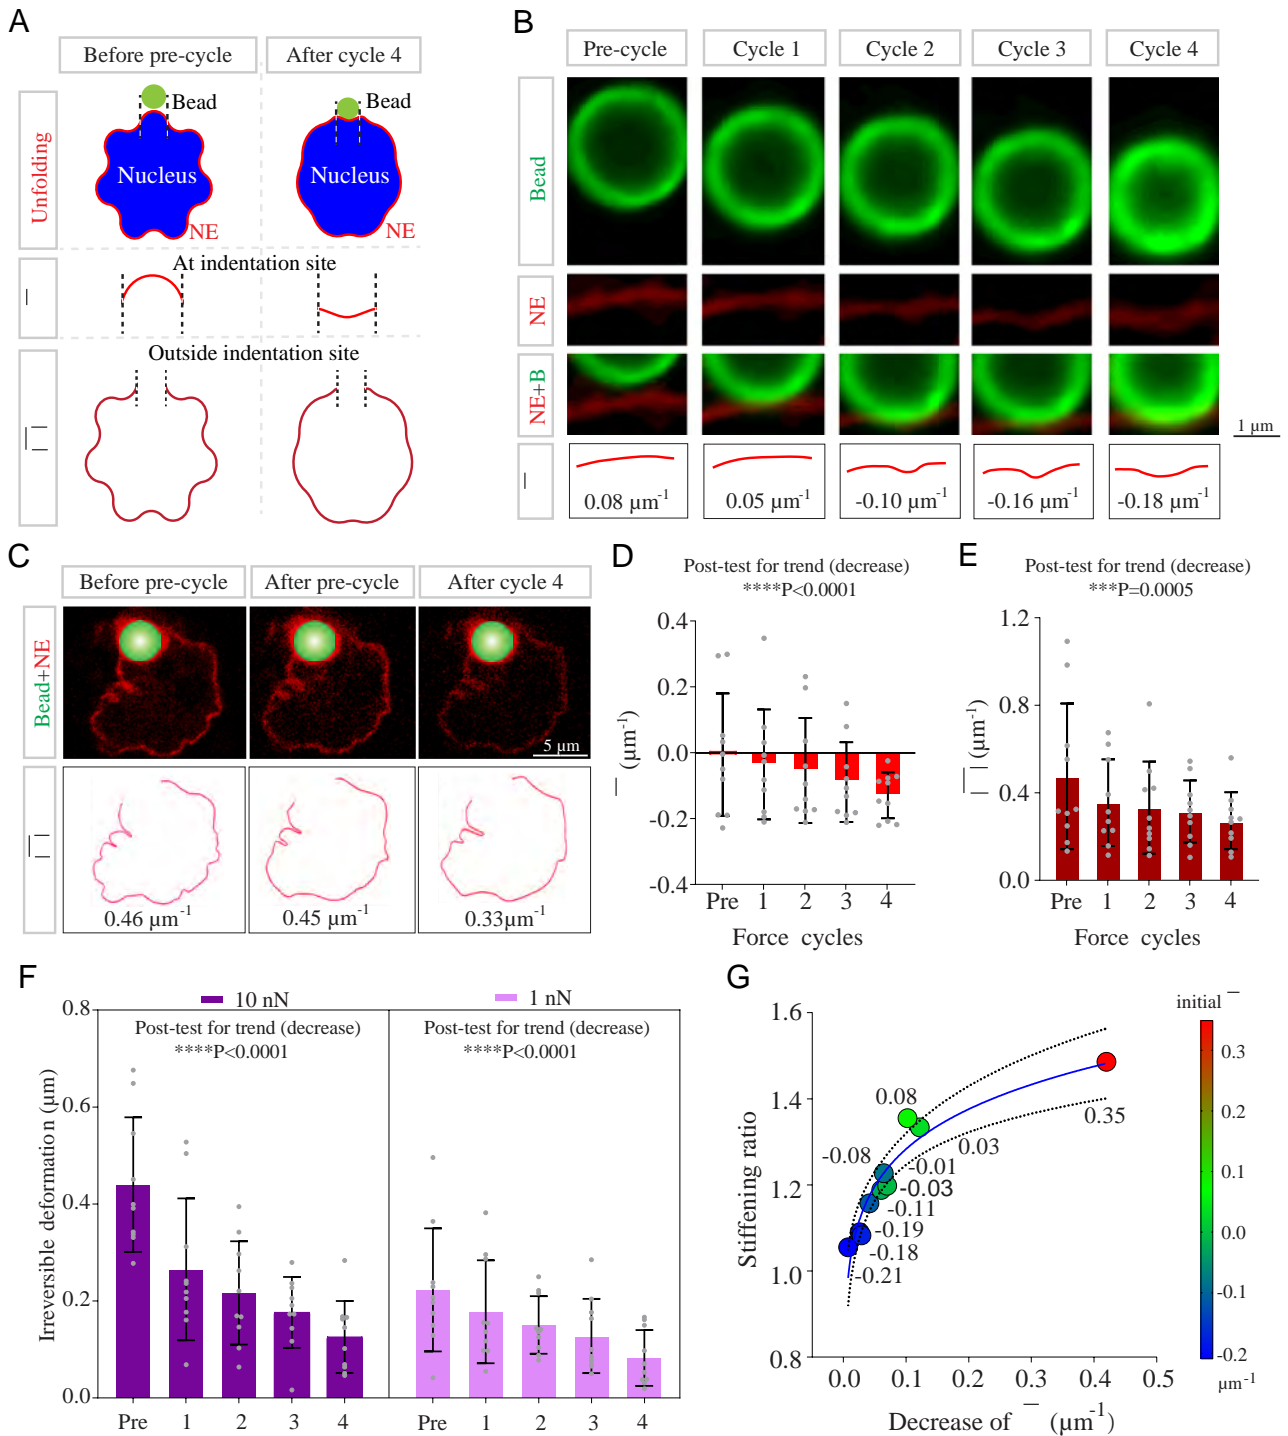 A
Before pre-cycle
After cycle 4
Unfolding
Bead
Bead
Nucleus
Nucleus
NE
NE
At indentation site
Outside indentation site
B
Pre-cycle
Cycle 1
Cycle 2
Cycle 3
Cycle 4
Bead
NE
NE+B
1 µm
0.08 µm-1
0.05 µm-1
-0.10 µm-1
-0.16 µm-1
-0.18 µm-1
C
Before pre-cycle
After pre-cycle
After cycle 4
Bead+NE
5 µm
0.46 µm-1
0.45 µm-1
0.33µm-1
D
Post-test for trend (decrease)
****P<0.0001
(µm-1)
0.4
0.2
0.0
-0.2
-0.4
Pre 1 2 3 4
Force cycles
E
Post-test for trend (decrease)
***P=0.0005
| | (µm-1)
1.2
0.8
0.4
0.0
Pre 1 2 3 4
Force cycles
F
10 nN
1 nN
Post-test for trend (decrease)
****P<0.0001
Post-test for trend (decrease)
****P<0.0001
Irreversible deformation (µm)
0.8
0.6
0.4
0.2
0.0
Pre 1 2 3 4
Pre 1 2 3 4
G
Stiffening ratio
1.6
1.4
1.2
1.0
0.8
0.08
0.35
0.03
-0.08
-0.01
-0.03
-0.11
-0.19
-0.18
-0.21
0.0 0.1 0.2 0.3 0.4 0.5
Decrease of (µm-1)
initial
0.3
0.2
0.1
0.0
-0.1
-0.2
µm-1